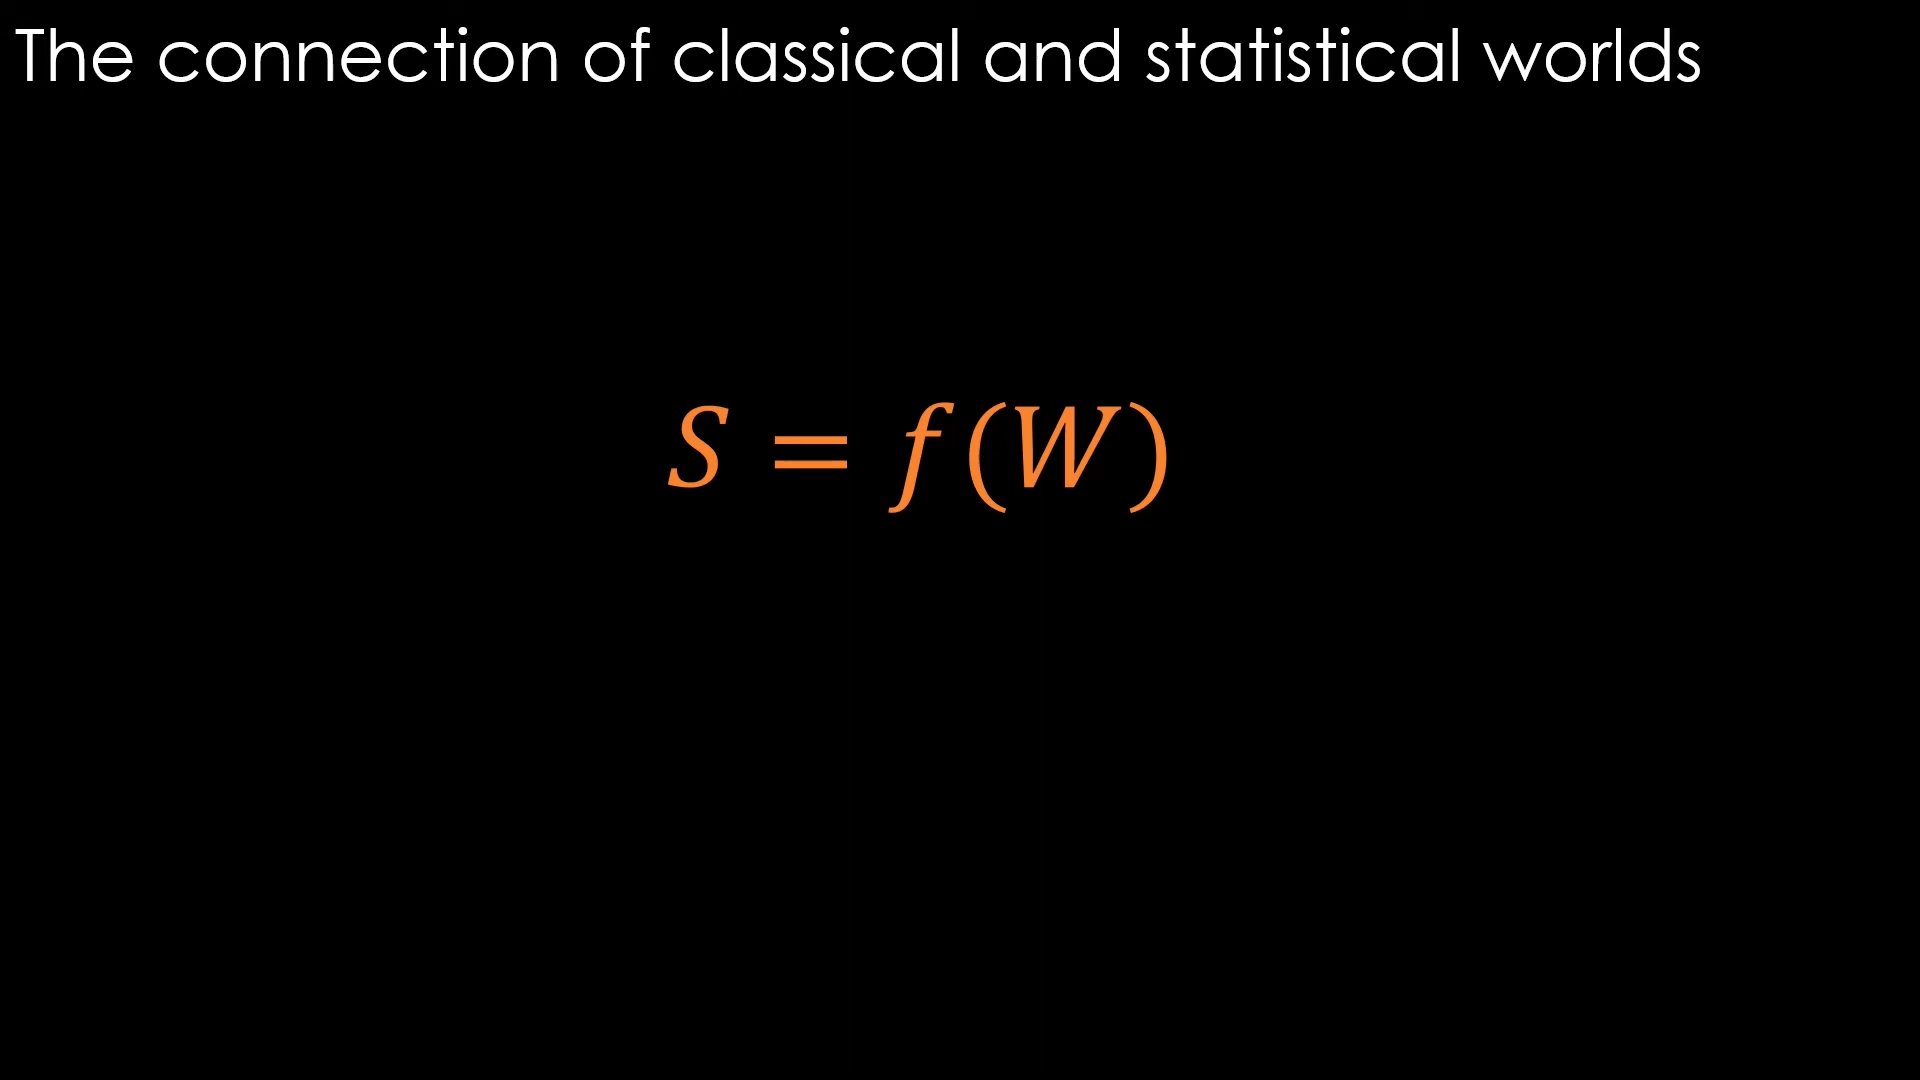 The connection of classical and statistical worlds
S = f(W)